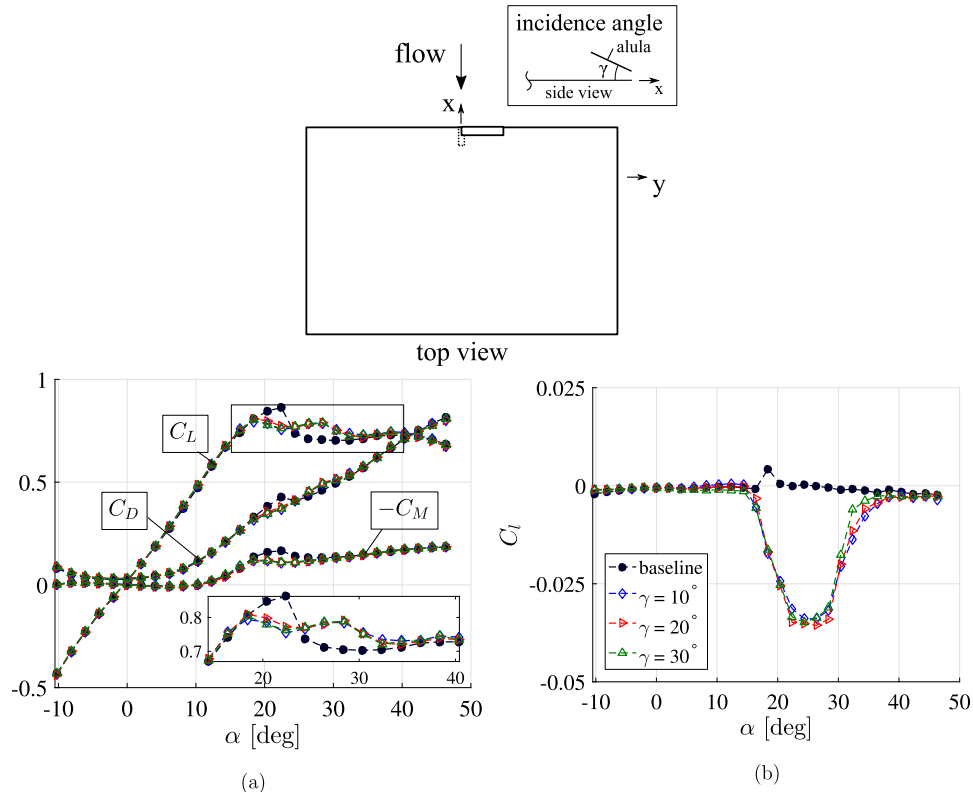 incidence angle
alula
γ
x
side view
flow
x
y
top view
1
0.5
0
-0.5
C_L
C_D
-C_M
0.8
0.7
20 30 40
-10 0 10 20 30 40 50
α [deg]
(a)
0.025
0
-0.025
-0.05
C_l
baseline
γ = 10°
γ = 20°
γ = 30°
-10 0 10 20 30 40 50
α [deg]
(b)